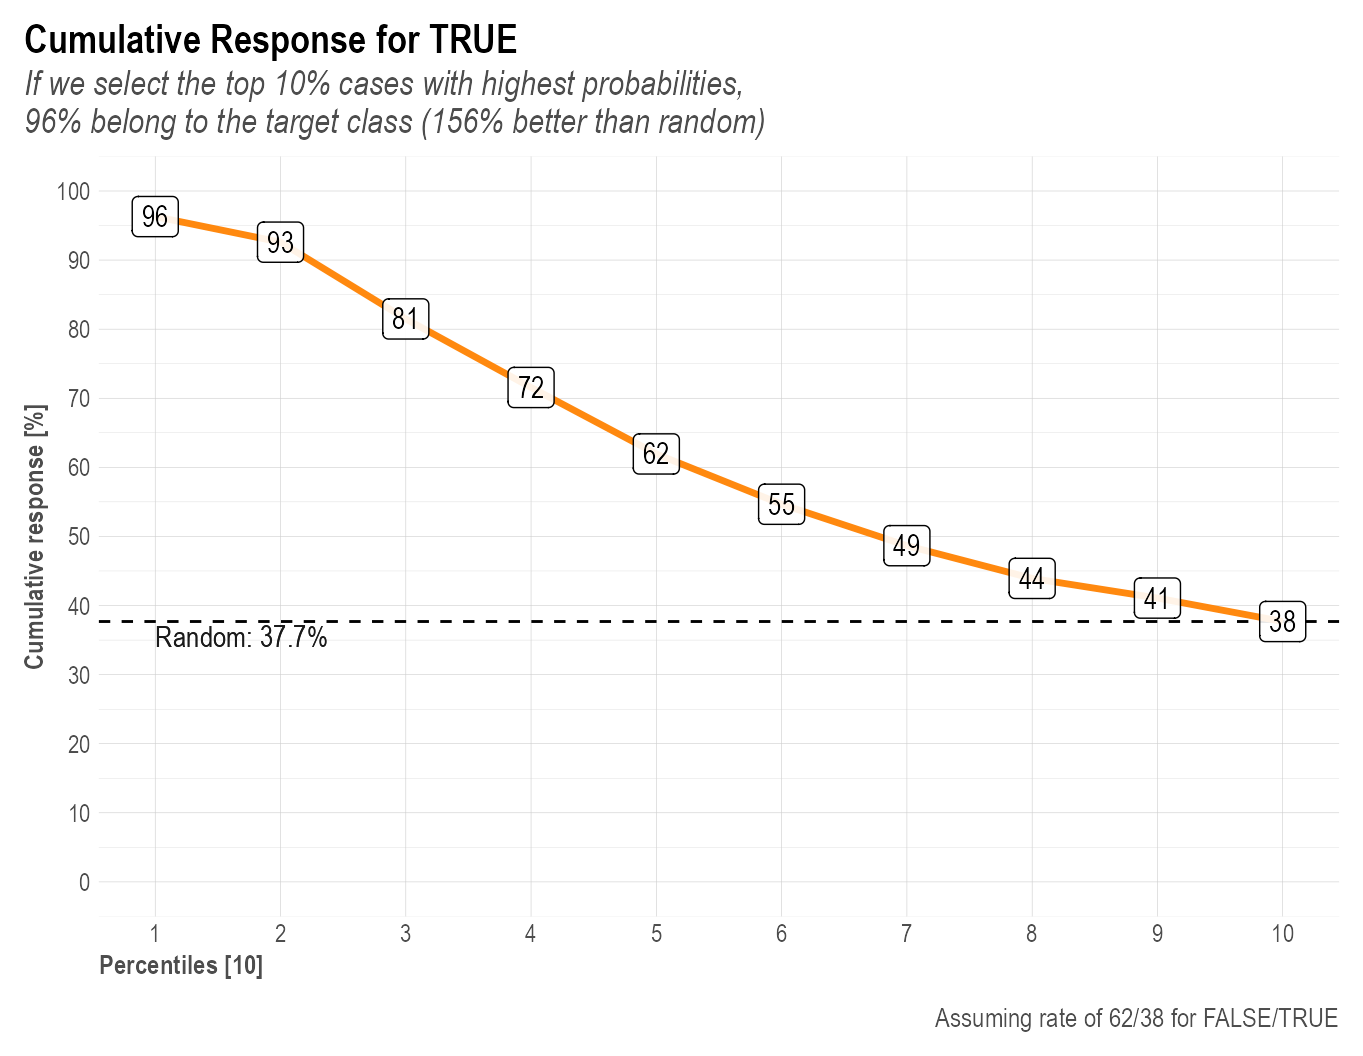 Cumulative Response for TRUE
If we select the top 10% cases with highest probabilities,
96% belong to the target class (156% better than random)
100
90
80
70
60
50
40
30
20
10
0
Cumulative response [%]
96
93
81
72
62
55
49
44
41
38
Random: 37.7%
1 2 3 4 5 6 7 8 9 10
Percentiles [10]
Assuming rate of 62/38 for FALSE/TRUE